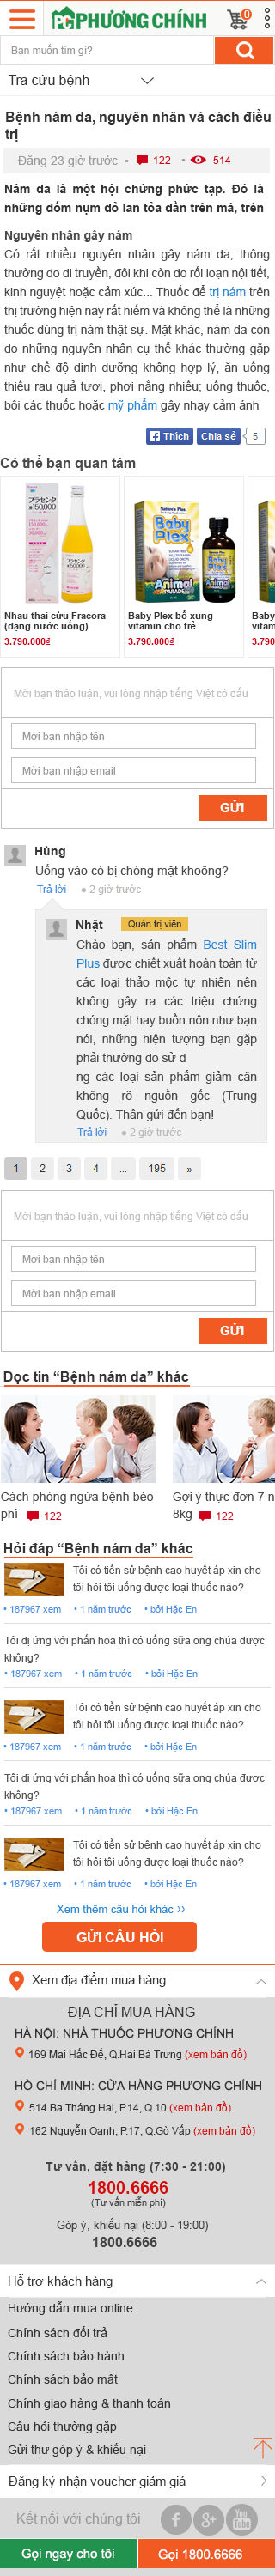 PC PHƯƠNG CHÍNH
0
Bạn muốn tìm gì?
Tra cứu bệnh
Bệnh nám da, nguyên nhân và cách điều
trị
Đăng 23 giờ trước • 122 • 514
Nám da là một hội chứng phức tạp. Đó là
những đốm nụm đỏ lan tỏa dần trên má, trên
Nguyên nhân gây nám
Có rất nhiều nguyên nhân gây nám da, thông
thường do di truyền, đôi khi còn do rối loạn nội tiết,
kinh nguyệt hoặc cảm xúc... Thuốc để trị nám trên
thị trường hiện nay rất hiếm và không thể là những
thuốc dùng trị nám thật sự. Mặt khác, nám da còn
do những nguyên nhân cụ thể khác thường gặp
như chế độ dinh dưỡng không hợp lý, ăn uống
thiếu rau quả tươi, phơi nắng nhiều; uống thuốc,
bôi các thuốc hoặc mỹ phẩm gây nhạy cảm ánh
Thích Chia sẻ 5
Có thể bạn quan tâm
Nhau thai cừu Fracora
(dạng nước uống)
3.790.000₫
Baby Plex bổ xung
vitamin cho trẻ
3.790.000₫
Baby
vitam
3.790
Mời bạn thảo luận, vui lòng nhập tiếng Việt có dấu
Mời bạn nhập tên
Mời bạn nhập email
GỬI
Hùng
Uống vào có bị chóng mặt không?
Trả lời ● 2 giờ trước
Nhật Quản trị viên
Chào bạn, sản phẩm Best Slim
Plus được chiết xuất hoàn toàn từ
các loại thảo mộc tự nhiên nên
không gây ra các triệu chứng
chóng mặt hay buồn nôn như bạn
nói, những hiện tượng bạn gặp
phải thường do sử d
ng các loại sản phẩm giảm cân
không rõ nguồn gốc (Trung
Quốc). Thân gửi đến bạn!
Trả lời ● 2 giờ trước
1 2 3 4 ... 195 »
Mời bạn thảo luận, vui lòng nhập tiếng Việt có dấu
Mời bạn nhập tên
Mời bạn nhập email
GỬI
Đọc tin “Bệnh nám da” khác
Cách phòng ngừa bệnh béo
phì 122
Gợi ý thực đơn 7 n
8kg 122
Hỏi đáp “Bệnh nám da” khác
Tôi có tiền sử bệnh cao huyết áp xin cho
tôi hỏi tôi uống được loại thuốc nào?
• 187967 xem • 1 năm trước • bởi Hặc En
Tôi dị ứng với phấn hoa thì có uống sữa ong chúa được
không?
• 187967 xem • 1 năm trước • bởi Hặc En
Tôi có tiền sử bệnh cao huyết áp xin cho
tôi hỏi tôi uống được loại thuốc nào?
• 187967 xem • 1 năm trước • bởi Hặc En
Tôi dị ứng với phấn hoa thì có uống sữa ong chúa được
không?
• 187967 xem • 1 năm trước • bởi Hặc En
Tôi có tiền sử bệnh cao huyết áp xin cho
tôi hỏi tôi uống được loại thuốc nào?
• 187967 xem • 1 năm trước • bởi Hặc En
Xem thêm câu hỏi khác ››
GỬI CÂU HỎI
Xem địa điểm mua hàng
ĐỊA CHỈ MUA HÀNG
HÀ NỘI: NHÀ THUỐC PHƯƠNG CHÍNH
169 Mai Hắc Đế, Q.Hai Bà Trưng (xem bản đồ)
HỒ CHÍ MINH: CỬA HÀNG PHƯƠNG CHÍNH
514 Ba Tháng Hai, P.14, Q.10 (xem bản đồ)
162 Nguyễn Oanh, P.17, Q.Gò Vấp (xem bản đồ)
Tư vấn, đặt hàng (7:30 - 21:00)
1800.6666
(Tư vấn miễn phí)
Góp ý, khiếu nại (8:00 - 19:00)
1800.6666
Hỗ trợ khách hàng
Hướng dẫn mua online
Chính sách đổi trả
Chính sách bảo hành
Chính sách bảo mật
Chính giao hàng & thanh toán
Câu hỏi thường gặp
Gửi thư góp ý & khiếu nại
Đăng ký nhận voucher giảm giá
Kết nối với chúng tôi
Gọi ngay cho tôi Gọi 1800.6666